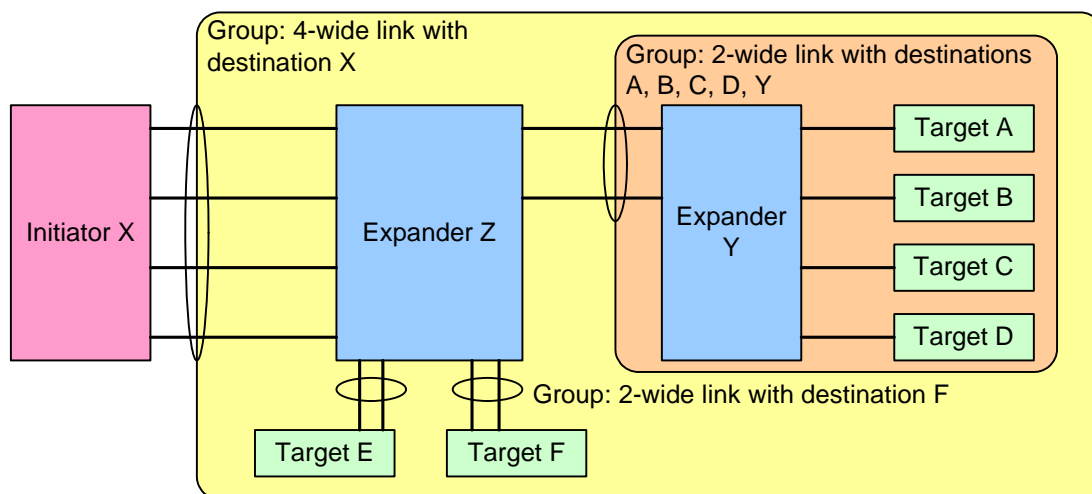 Group: 4-wide link with
destination X
Group: 2-wide link with destinations
A, B, C, D, Y
Initiator X
Expander Z
Expander
Y
Target A
Target B
Target C
Target D
Group: 2-wide link with destination F
Target E
Target F